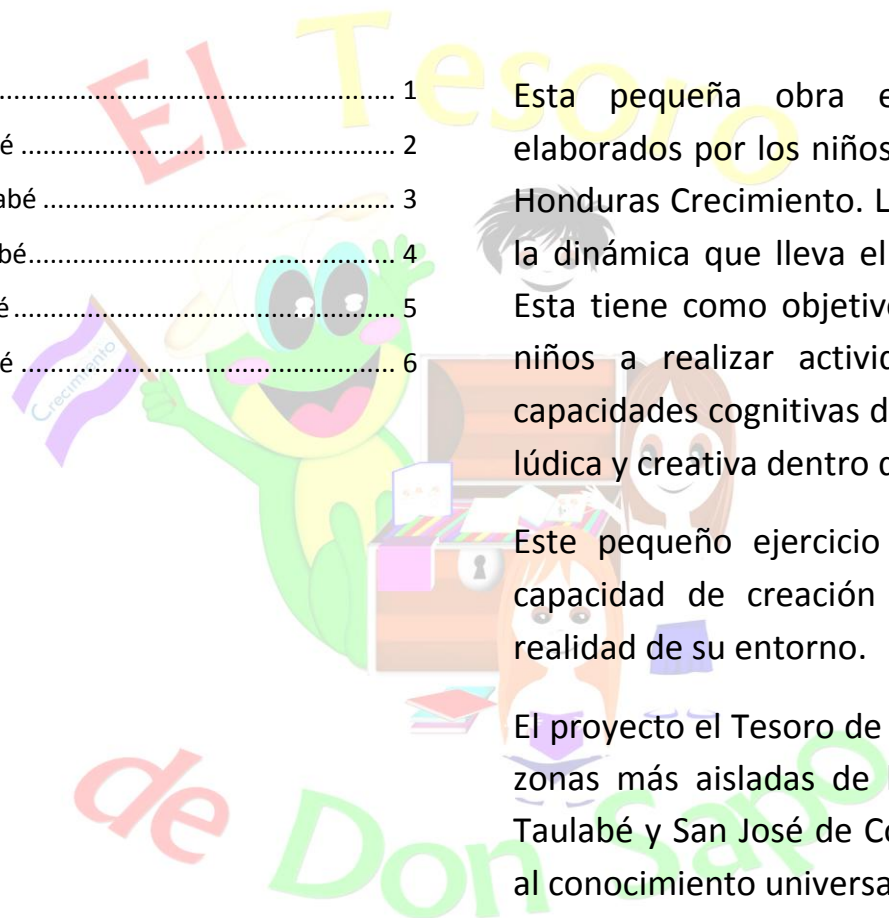 El Tesoro
........ 1
é ........ 2
abé ........ 3
bé ........ 4
é ........ 5
é ........ 6
Crecimiento
de Don Sapo
Esta pequeña obra e
elaborados por los niños
Honduras Crecimiento. L
la dinámica que lleva el
Esta tiene como objetiv
niños a realizar activid
capacidades cognitivas d
lúdica y creativa dentro d
Este pequeño ejercicio
capacidad de creación
realidad de su entorno.
El proyecto el Tesoro de
zonas más aisladas de
Taulabé y San José de Co
al conocimiento universa